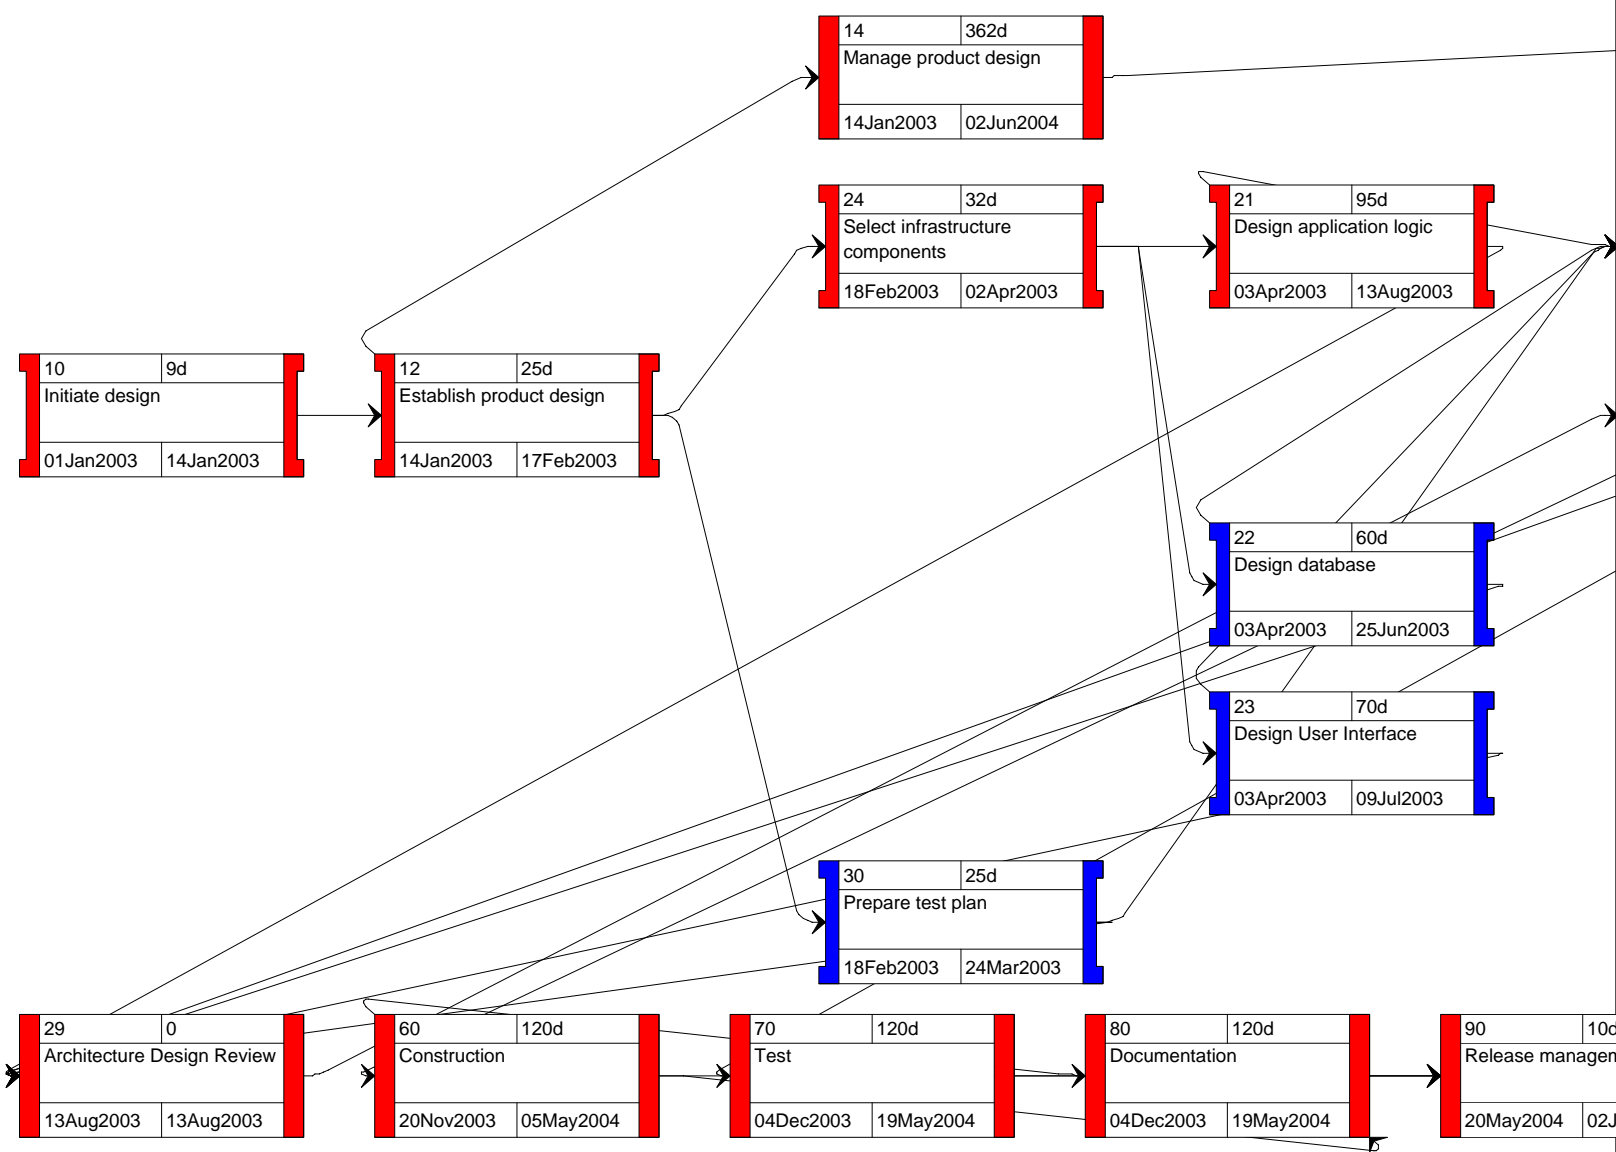 14 362d
Manage product design
14Jan2003 02Jun2004
24 32d
Select infrastructure
components
18Feb2003 02Apr2003
21 95d
Design application logic
03Apr2003 13Aug2003
10 9d
Initiate design
01Jan2003 14Jan2003
12 25d
Establish product design
14Jan2003 17Feb2003
22 60d
Design database
03Apr2003 25Jun2003
23 70d
Design User Interface
03Apr2003 09Jul2003
30 25d
Prepare test plan
18Feb2003 24Mar2003
29 0
Architecture Design Review
13Aug2003 13Aug2003
60 120d
Construction
20Nov2003 05May2004
70 120d
Test
04Dec2003 19May2004
80 120d
Documentation
04Dec2003 19May2004
90 10d
Release
20May2004